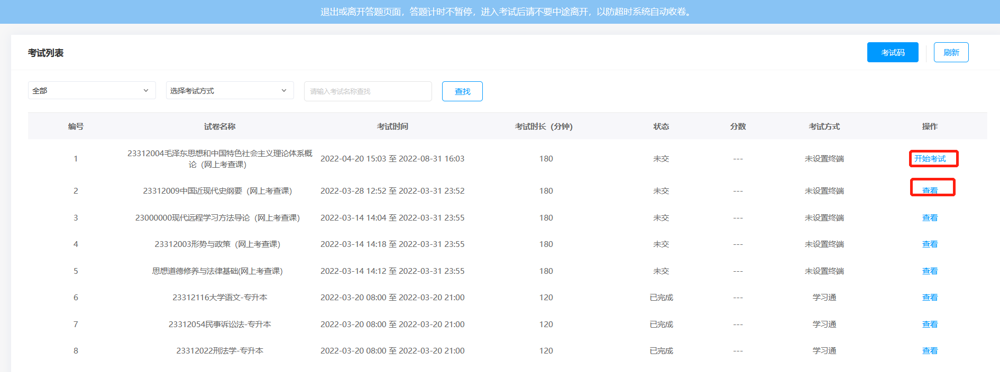 退出或离开答题页面，答题计时不暂停，进入考试后请不要中途离开，以防超时系统自动收卷。
考试列表
考试码
刷新
全部
选择考试方式
请输入考试名称查找
查找
编号 试卷名称 考试时间 考试时长（分钟） 状态 分数 考试方式 操作
1 23312004毛泽东思想和中国特色社会主义理论体系概 2022-04-20 15:03 至 2022-08-31 16:03 180 未交 --- 未设置终端 开始考试
论（网上考查课）
2 23312009中国近现代史纲要（网上考查课） 2022-03-28 12:52 至 2022-03-31 23:52 180 未交 --- 未设置终端 查看
3 23000000现代远程学习方法导论（网上考查课） 2022-03-14 14:04 至 2022-03-31 23:55 180 未交 --- 未设置终端 查看
4 23312003形势与政策（网上考查课） 2022-03-14 14:18 至 2022-03-31 23:55 180 未交 --- 未设置终端 查看
5 思想道德修养与法律基础(网上考查课) 2022-03-14 14:12 至 2022-03-31 23:55 180 未交 --- 未设置终端 查看
6 23312116大学语文-专升本 2022-03-20 08:00 至 2022-03-20 21:00 120 已完成 --- 学习通 查看
7 23312054民事诉讼法-专升本 2022-03-20 08:00 至 2022-03-20 21:00 120 已完成 --- 学习通 查看
8 23312022刑法学-专升本 2022-03-20 08:00 至 2022-03-20 21:00 120 已完成 --- 学习通 查看